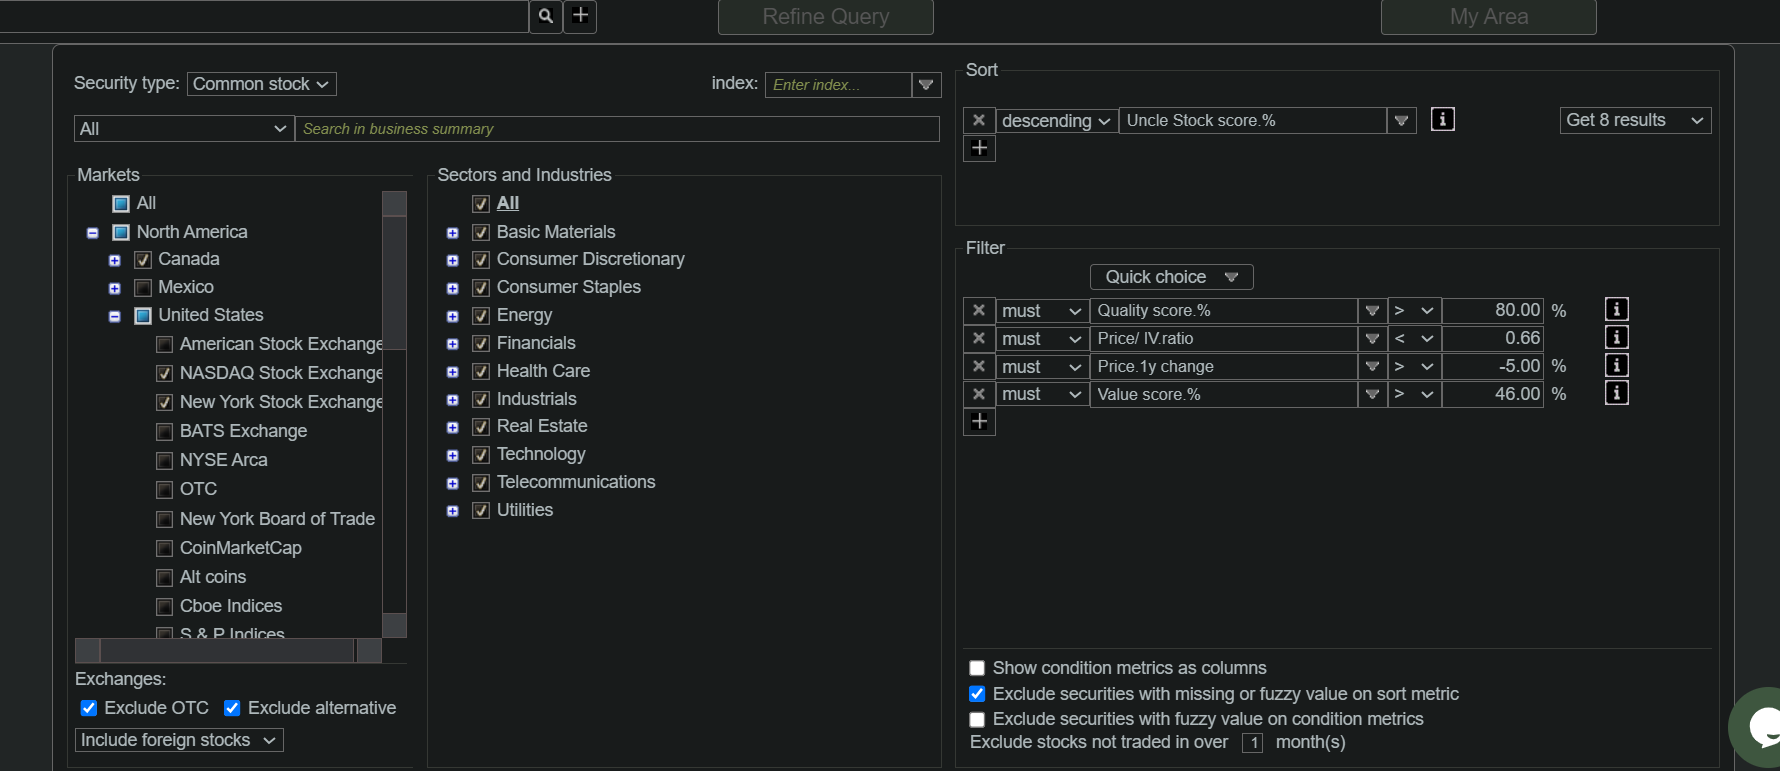 Refine Query
My Area
Security type: Common stock
index: Enter index...
All
Search in business summary
Markets
All
North America
Canada
Mexico
United States
American Stock Exchange
NASDAQ Stock Exchange
New York Stock Exchange
BATS Exchange
NYSE Arca
OTC
New York Board of Trade
CoinMarketCap
Alt coins
Cboe Indices
S & P Indices
Exchanges:
Exclude OTC
Exclude alternative
Include foreign stocks
Sectors and Industries
All
Basic Materials
Consumer Discretionary
Consumer Staples
Energy
Financials
Health Care
Industrials
Real Estate
Technology
Telecommunications
Utilities
Sort
descending Uncle Stock score.% i
Get 8 results
Filter
Quick choice
must Quality score.% > 80.00 % i
must Price/ IV.ratio < 0.66 i
must Price.1y change > -5.00 % i
must Value score.% > 46.00 % i
Show condition metrics as columns
Exclude securities with missing or fuzzy value on sort metric
Exclude securities with fuzzy value on condition metrics
Exclude stocks not traded in over 1 month(s)